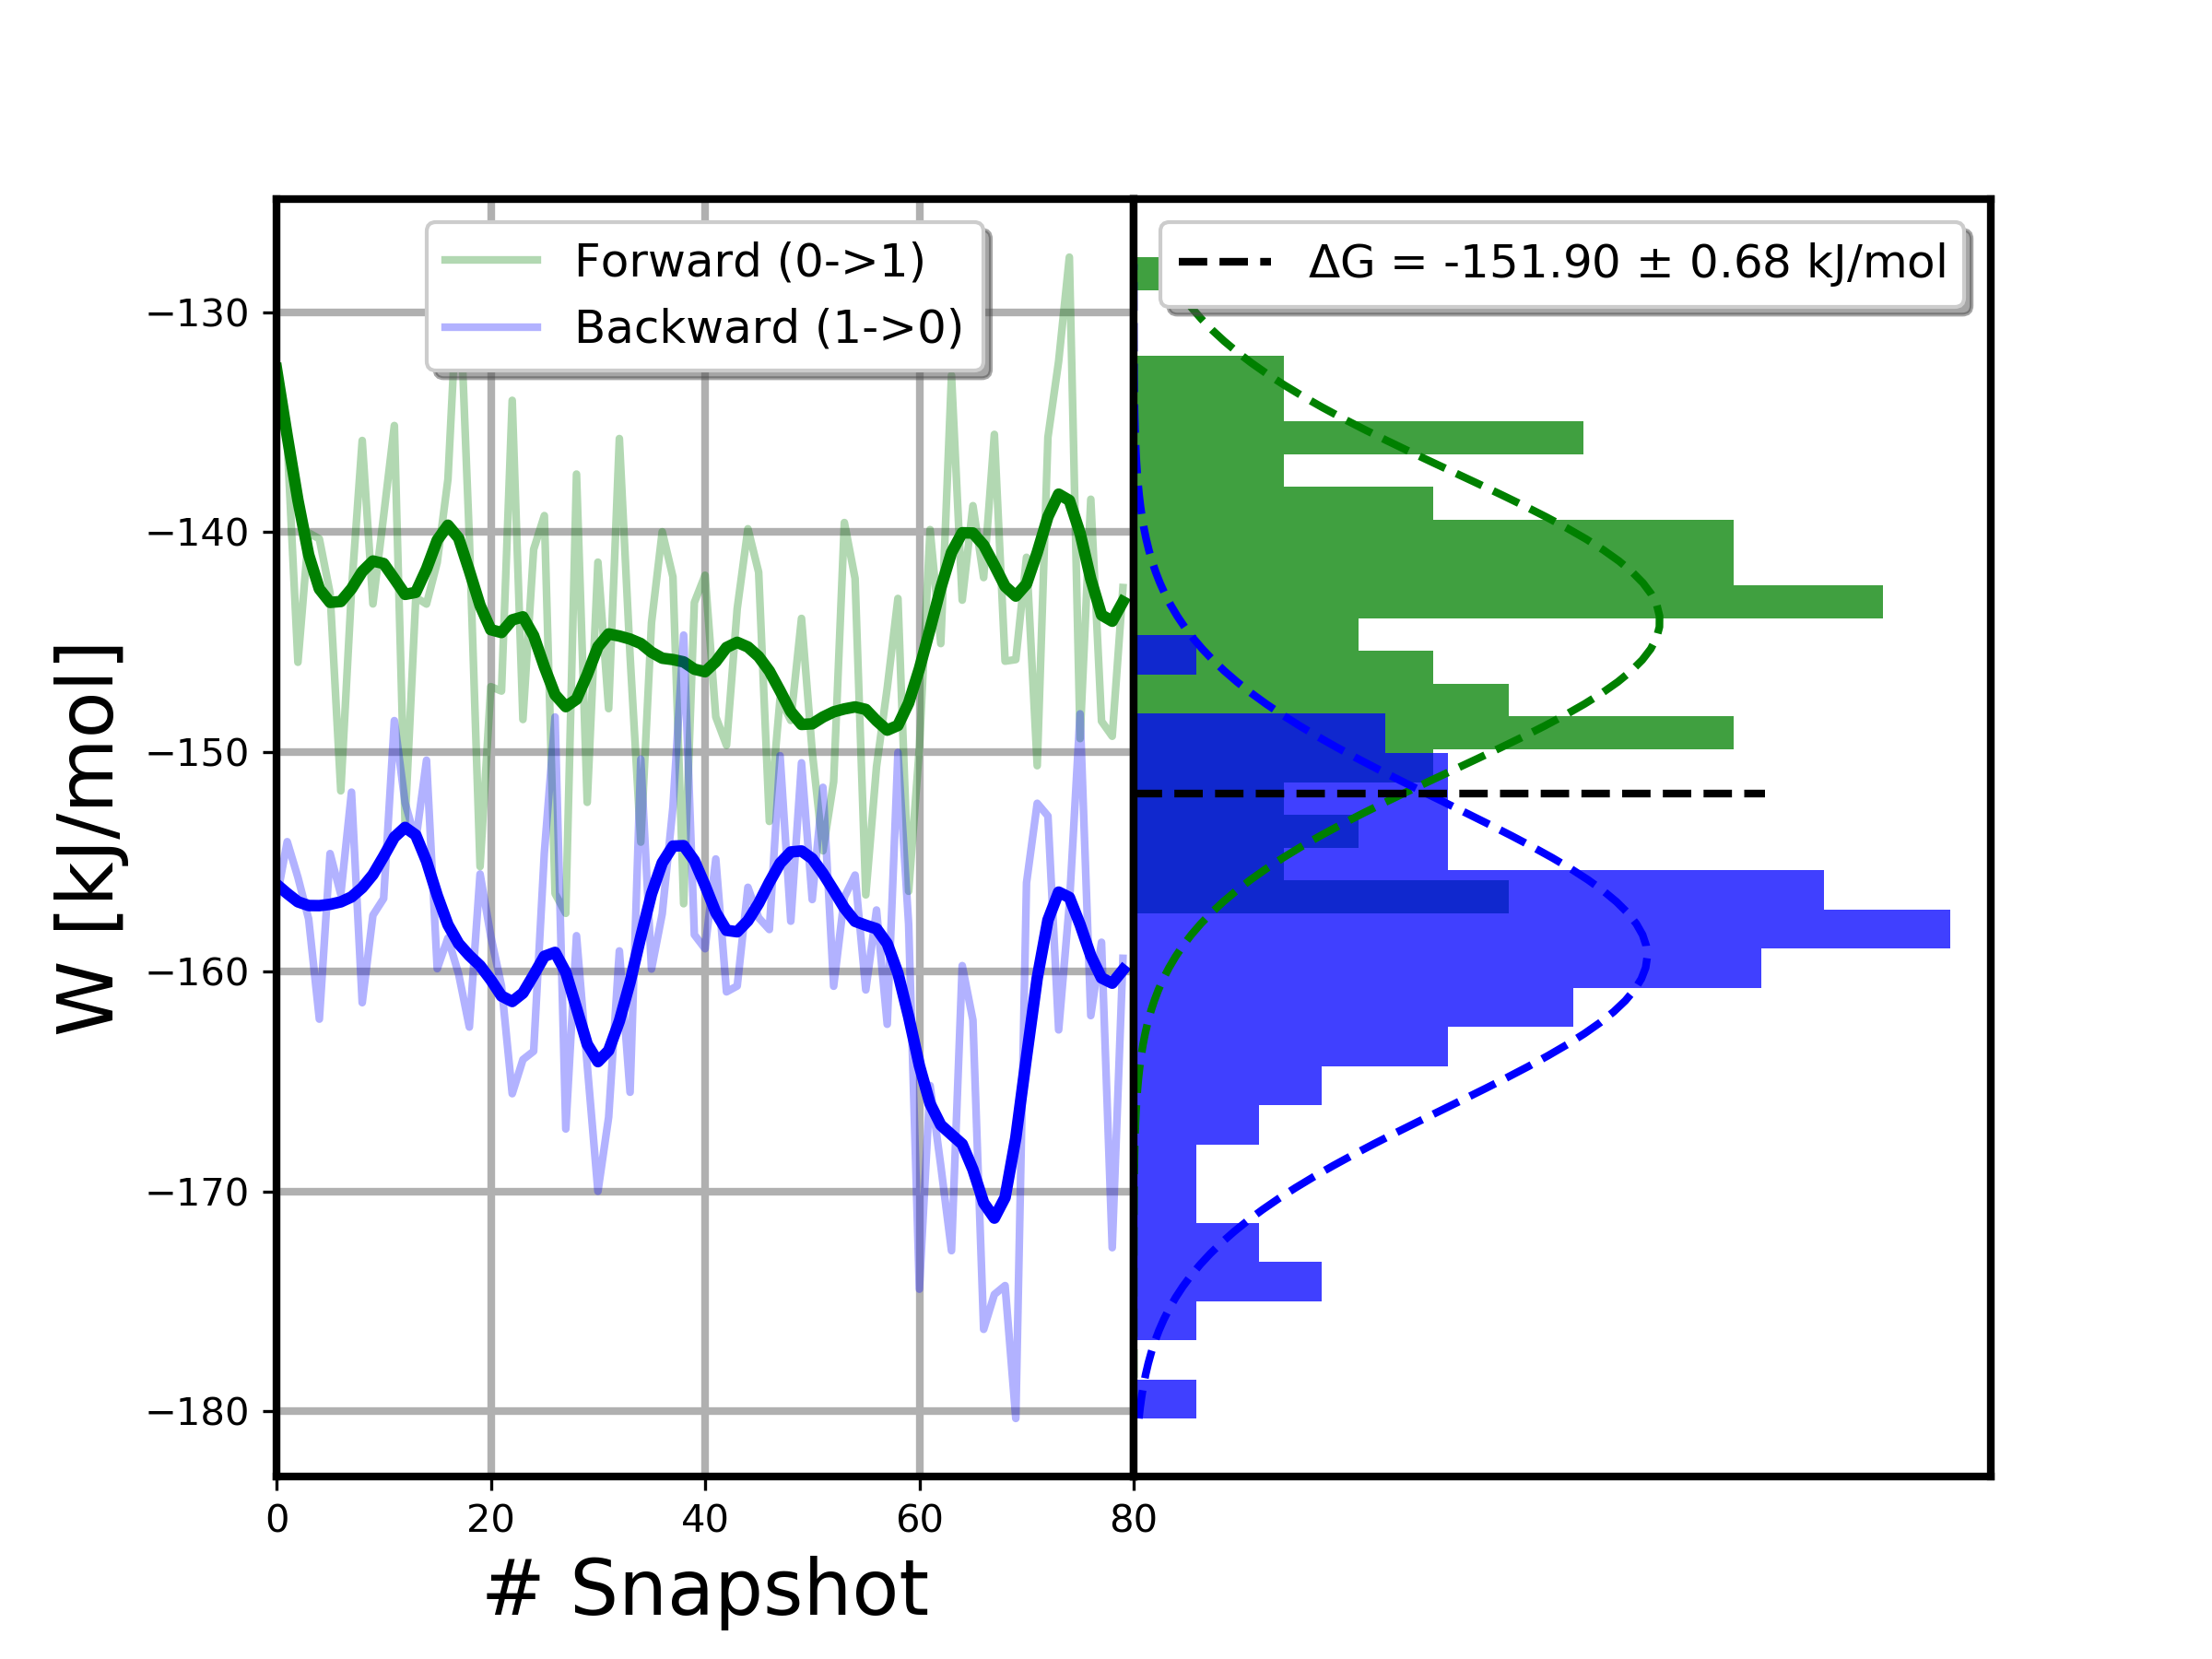 Forward (0->1)
Backward (1->0)
ΔG = -151.90 ± 0.68 kJ/mol
W [kJ/mol]
−130
−140
−150
−160
−170
−180
0 20 40 60 80
# Snapshot